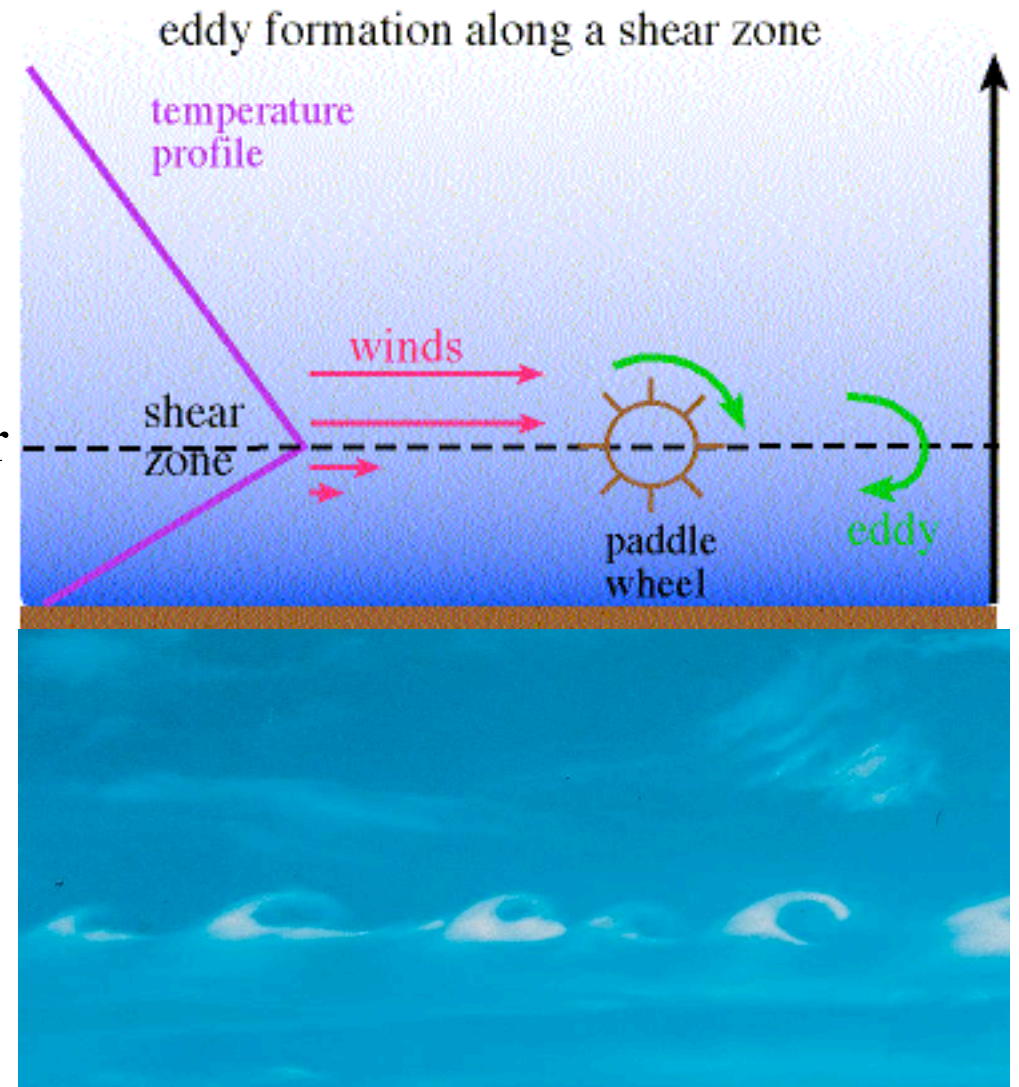 eddy formation along a shear zone
temperature
profile
winds
shear
zone
r
paddle
wheel
eddy